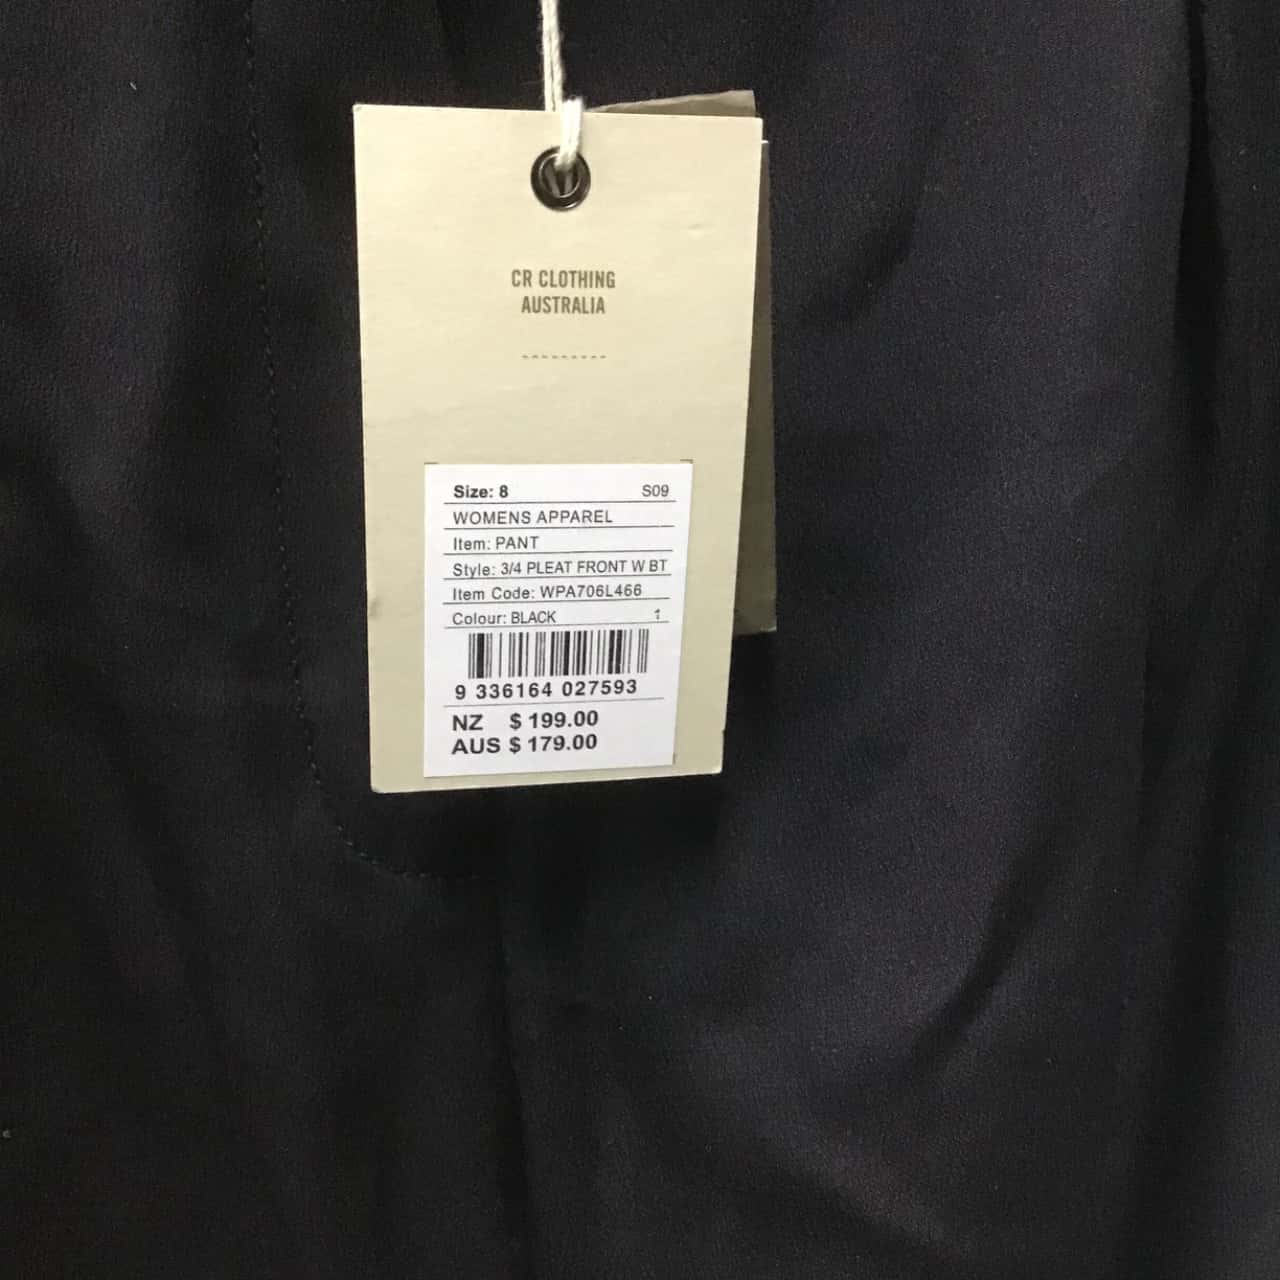 CR CLOTHING
AUSTRALIA
Size: 8 S09
WOMENS APPAREL
Item: PANT
Style: 3/4 PLEAT FRONT W BT
Item Code: WPA706L466
Colour: BLACK 1
9 336164 027593
NZ $ 199.00
AUS $ 179.00